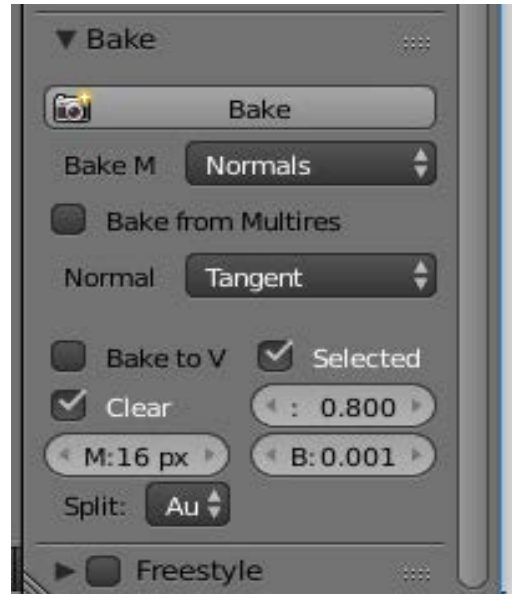 Bake
Bake
Bake M Normals
Bake from Multires
Normal Tangent
Bake to V Selected
Clear : 0.800
M:16 px B:0.001
Split: Au
Freestyle